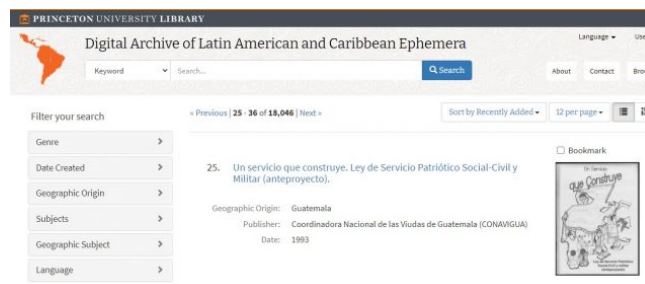 PRINCETON UNIVERSITY LIBRARY
Digital Archive of Latin American and Caribbean Ephemera
Language
Keyword
Search...
Search
About
Contact
Filter your search
« Previous | 25 - 36 of 18,046 | Next »
Sort by Recently Added
12 per page
Genre
Date Created
Geographic Origin
Subjects
Geographic Subject
Language
Bookmark
25. Un servicio que construye. Ley de Servicio Patriótico Social-Civil y
Militar (anteproyecto).
Geographic Origin: Guatemala
Publisher: Coordinadora Nacional de las Viudas de Guatemala (CONAVIGUA)
Date: 1993
Un Servicio
que Construye